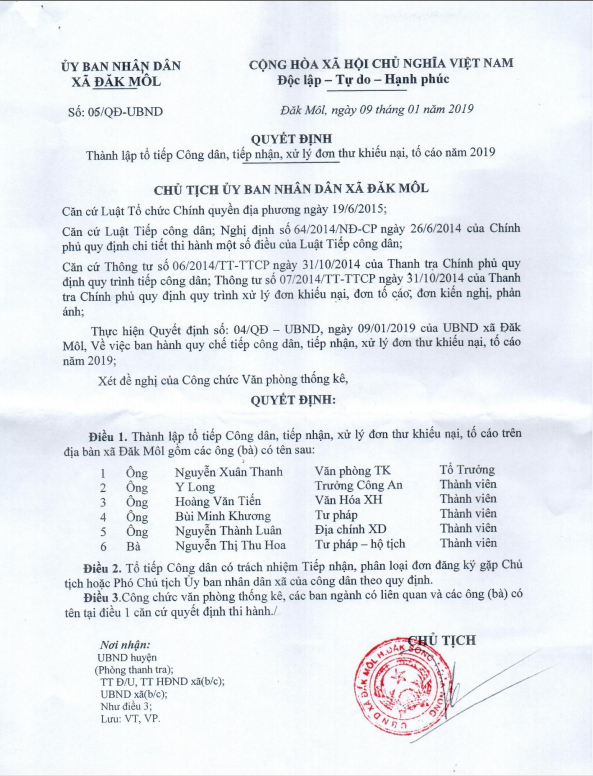 ỦY BAN NHÂN DÂN
XÃ ĐĂK MÔL
CỘNG HÒA XÃ HỘI CHỦ NGHĨA VIỆT NAM
Độc lập – Tự do – Hạnh phúc
Số: 05/QĐ-UBND
Đăk Môl, ngày 09 tháng 01 năm 2019
QUYẾT ĐỊNH
Thành lập tổ tiếp Công dân, tiếp nhận, xử lý đơn thư khiếu nại, tố cáo năm 2019
CHỦ TỊCH ỦY BAN NHÂN DÂN XÃ ĐĂK MÔL
Căn cứ Luật Tổ chức Chính quyền địa phương ngày 19/6/2015;
Căn cứ Luật Tiếp công dân; Nghị định số 64/2014/NĐ-CP ngày 26/6/2014 của Chính
phủ quy định chi tiết thi hành một số điều của Luật Tiếp công dân;
Căn cứ Thông tư số 06/2014/TT-TTCP ngày 31/10/2014 của Thanh tra Chính phủ quy
định quy trình tiếp công dân; Thông tư số 07/2014/TT-TTCP ngày 31/10/2014 của Thanh
tra Chính phủ quy định quy trình xử lý đơn khiếu nại, đơn tố cáo, đơn kiến nghị, phản
ánh;
Thực hiện Quyết định số: 04/QĐ – UBND, ngày 09/01/2019 của UBND xã Đăk
Môl, Về việc ban hành quy chế tiếp công dân, tiếp nhận, xử lý đơn thư khiếu nại, tố cáo
năm 2019;
Xét đề nghị của Công chức Văn phòng thống kê,
QUYẾT ĐỊNH:
Điều 1. Thành lập tổ tiếp Công dân, tiếp nhận, xử lý đơn thư khiếu nại, tố cáo trên
địa bàn xã Đăk Môl gồm các ông (bà) có tên sau:
1 Ông Nguyễn Xuân Thanh Văn phòng TK Tổ Trưởng
2 Ông Y Long Trưởng Công An Thành viên
3 Ông Hoàng Văn Tiến Văn Hóa XH Thành viên
4 Ông Bùi Minh Khương Tư pháp Thành viên
5 Ông Nguyễn Thành Luân Địa chính XD Thành viên
6 Bà Nguyễn Thị Thu Hoa Tư pháp – hộ tịch Thành viên
Điều 2. Tổ tiếp Công dân có trách nhiệm Tiếp nhận, phân loại đơn đăng ký gặp Chủ
tịch hoặc Phó Chủ tịch Ủy ban nhân dân xã của công dân theo quy định.
Điều 3.Công chức văn phòng thống kê, các ban ngành có liên quan và các ông (bà) có
tên tại điều 1 căn cứ quyết định thi hành./
Nơi nhận:
UBND huyện
(Phòng thanh tra);
TT Đ/U, TT HĐND xã(b/c);
UBND xã(b/c);
Như điều 3;
Lưu: VT, VP.
CHỦ TỊCH
U.B.N.D XÃ ĐĂK MÔL H.ĐĂK SONG